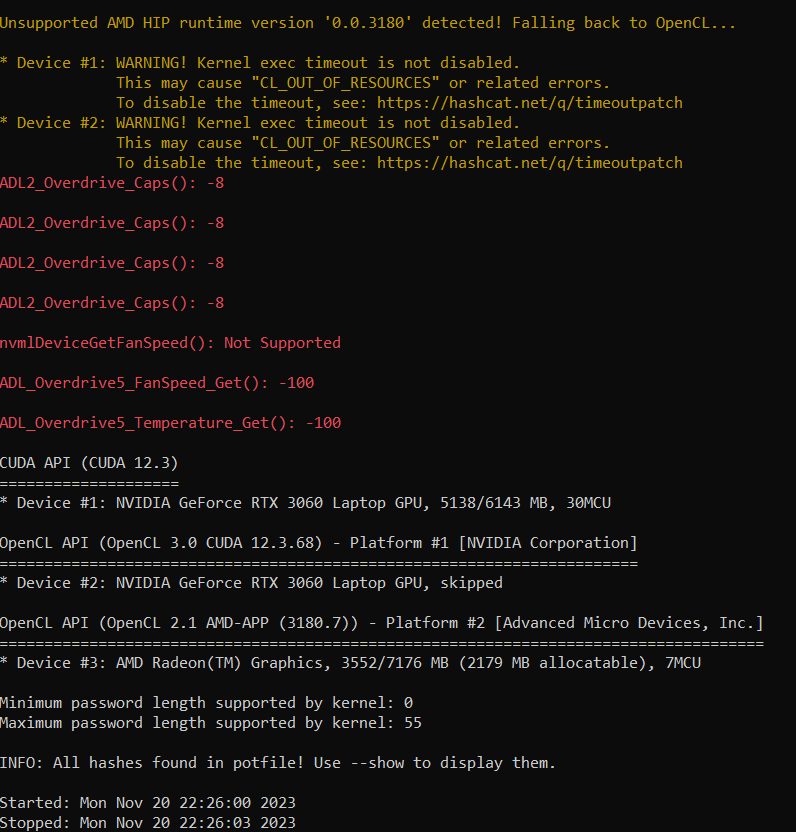 Unsupported AMD HIP runtime version '0.0.3180' detected! Falling back to OpenCL...
* Device #1: WARNING! Kernel exec timeout is not disabled.
This may cause "CL_OUT_OF_RESOURCES" or related errors.
To disable the timeout, see: https://hashcat.net/q/timeoutpatch
* Device #2: WARNING! Kernel exec timeout is not disabled.
This may cause "CL_OUT_OF_RESOURCES" or related errors.
To disable the timeout, see: https://hashcat.net/q/timeoutpatch
ADL2_Overdrive_Caps(): -8
ADL2_Overdrive_Caps(): -8
ADL2_Overdrive_Caps(): -8
ADL2_Overdrive_Caps(): -8
nvmlDeviceGetFanSpeed(): Not Supported
ADL_Overdrive5_FanSpeed_Get(): -100
ADL_Overdrive5_Temperature_Get(): -100
CUDA API (CUDA 12.3)
====================
* Device #1: NVIDIA GeForce RTX 3060 Laptop GPU, 5138/6143 MB, 30MCU
OpenCL API (OpenCL 3.0 CUDA 12.3.68) - Platform #1 [NVIDIA Corporation]
=======================================================================
* Device #2: NVIDIA GeForce RTX 3060 Laptop GPU, skipped
OpenCL API (OpenCL 2.1 AMD-APP (3180.7)) - Platform #2 [Advanced Micro Devices, Inc.]
=====================================================================================
* Device #3: AMD Radeon(TM) Graphics, 3552/7176 MB (2179 MB allocatable), 7MCU
Minimum password length supported by kernel: 0
Maximum password length supported by kernel: 55
INFO: All hashes found in potfile! Use --show to display them.
Started: Mon Nov 20 22:26:00 2023
Stopped: Mon Nov 20 22:26:03 2023